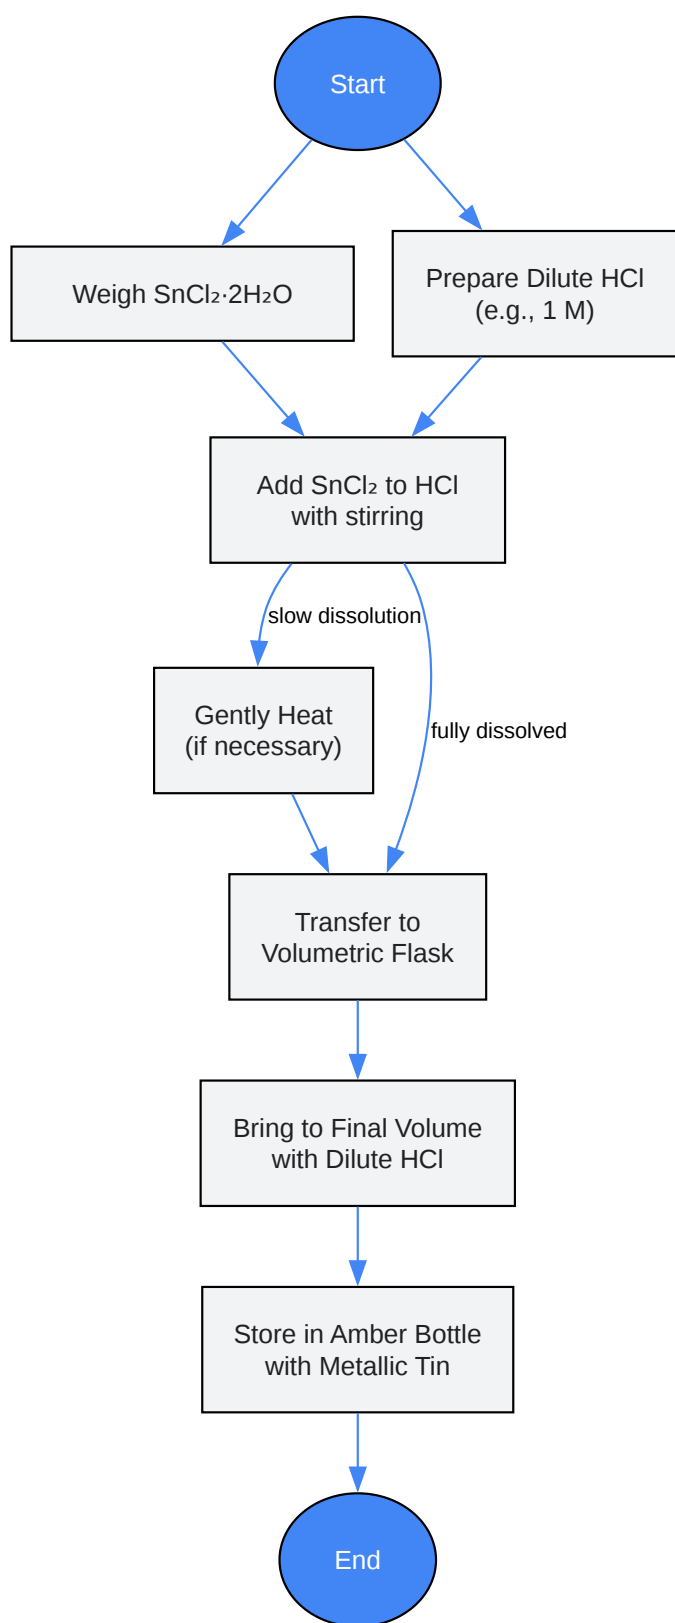 Start
Weigh SnCl₂·2H₂O
Prepare Dilute HCl
(e.g., 1 M)
Add SnCl₂ to HCl
with stirring
slow dissolution
Gently Heat
(if necessary)
fully dissolved
Transfer to
Volumetric Flask
Bring to Final Volume
with Dilute HCl
Store in Amber Bottle
with Metallic Tin
End